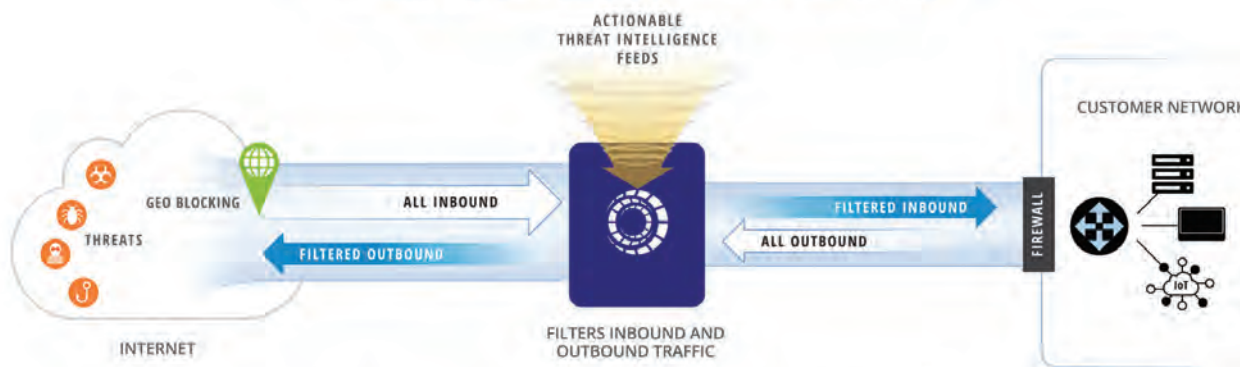 ACTIONABLE
THREAT INTELLIGENCE
FEEDS
CUSTOMER NETWORK
GEO BLOCKING
ALL INBOUND
FILTERED INBOUND
THREATS
FILTERED OUTBOUND
ALL OUTBOUND
FIREWALL
IoT
INTERNET
FILTERS INBOUND AND
OUTBOUND TRAFFIC